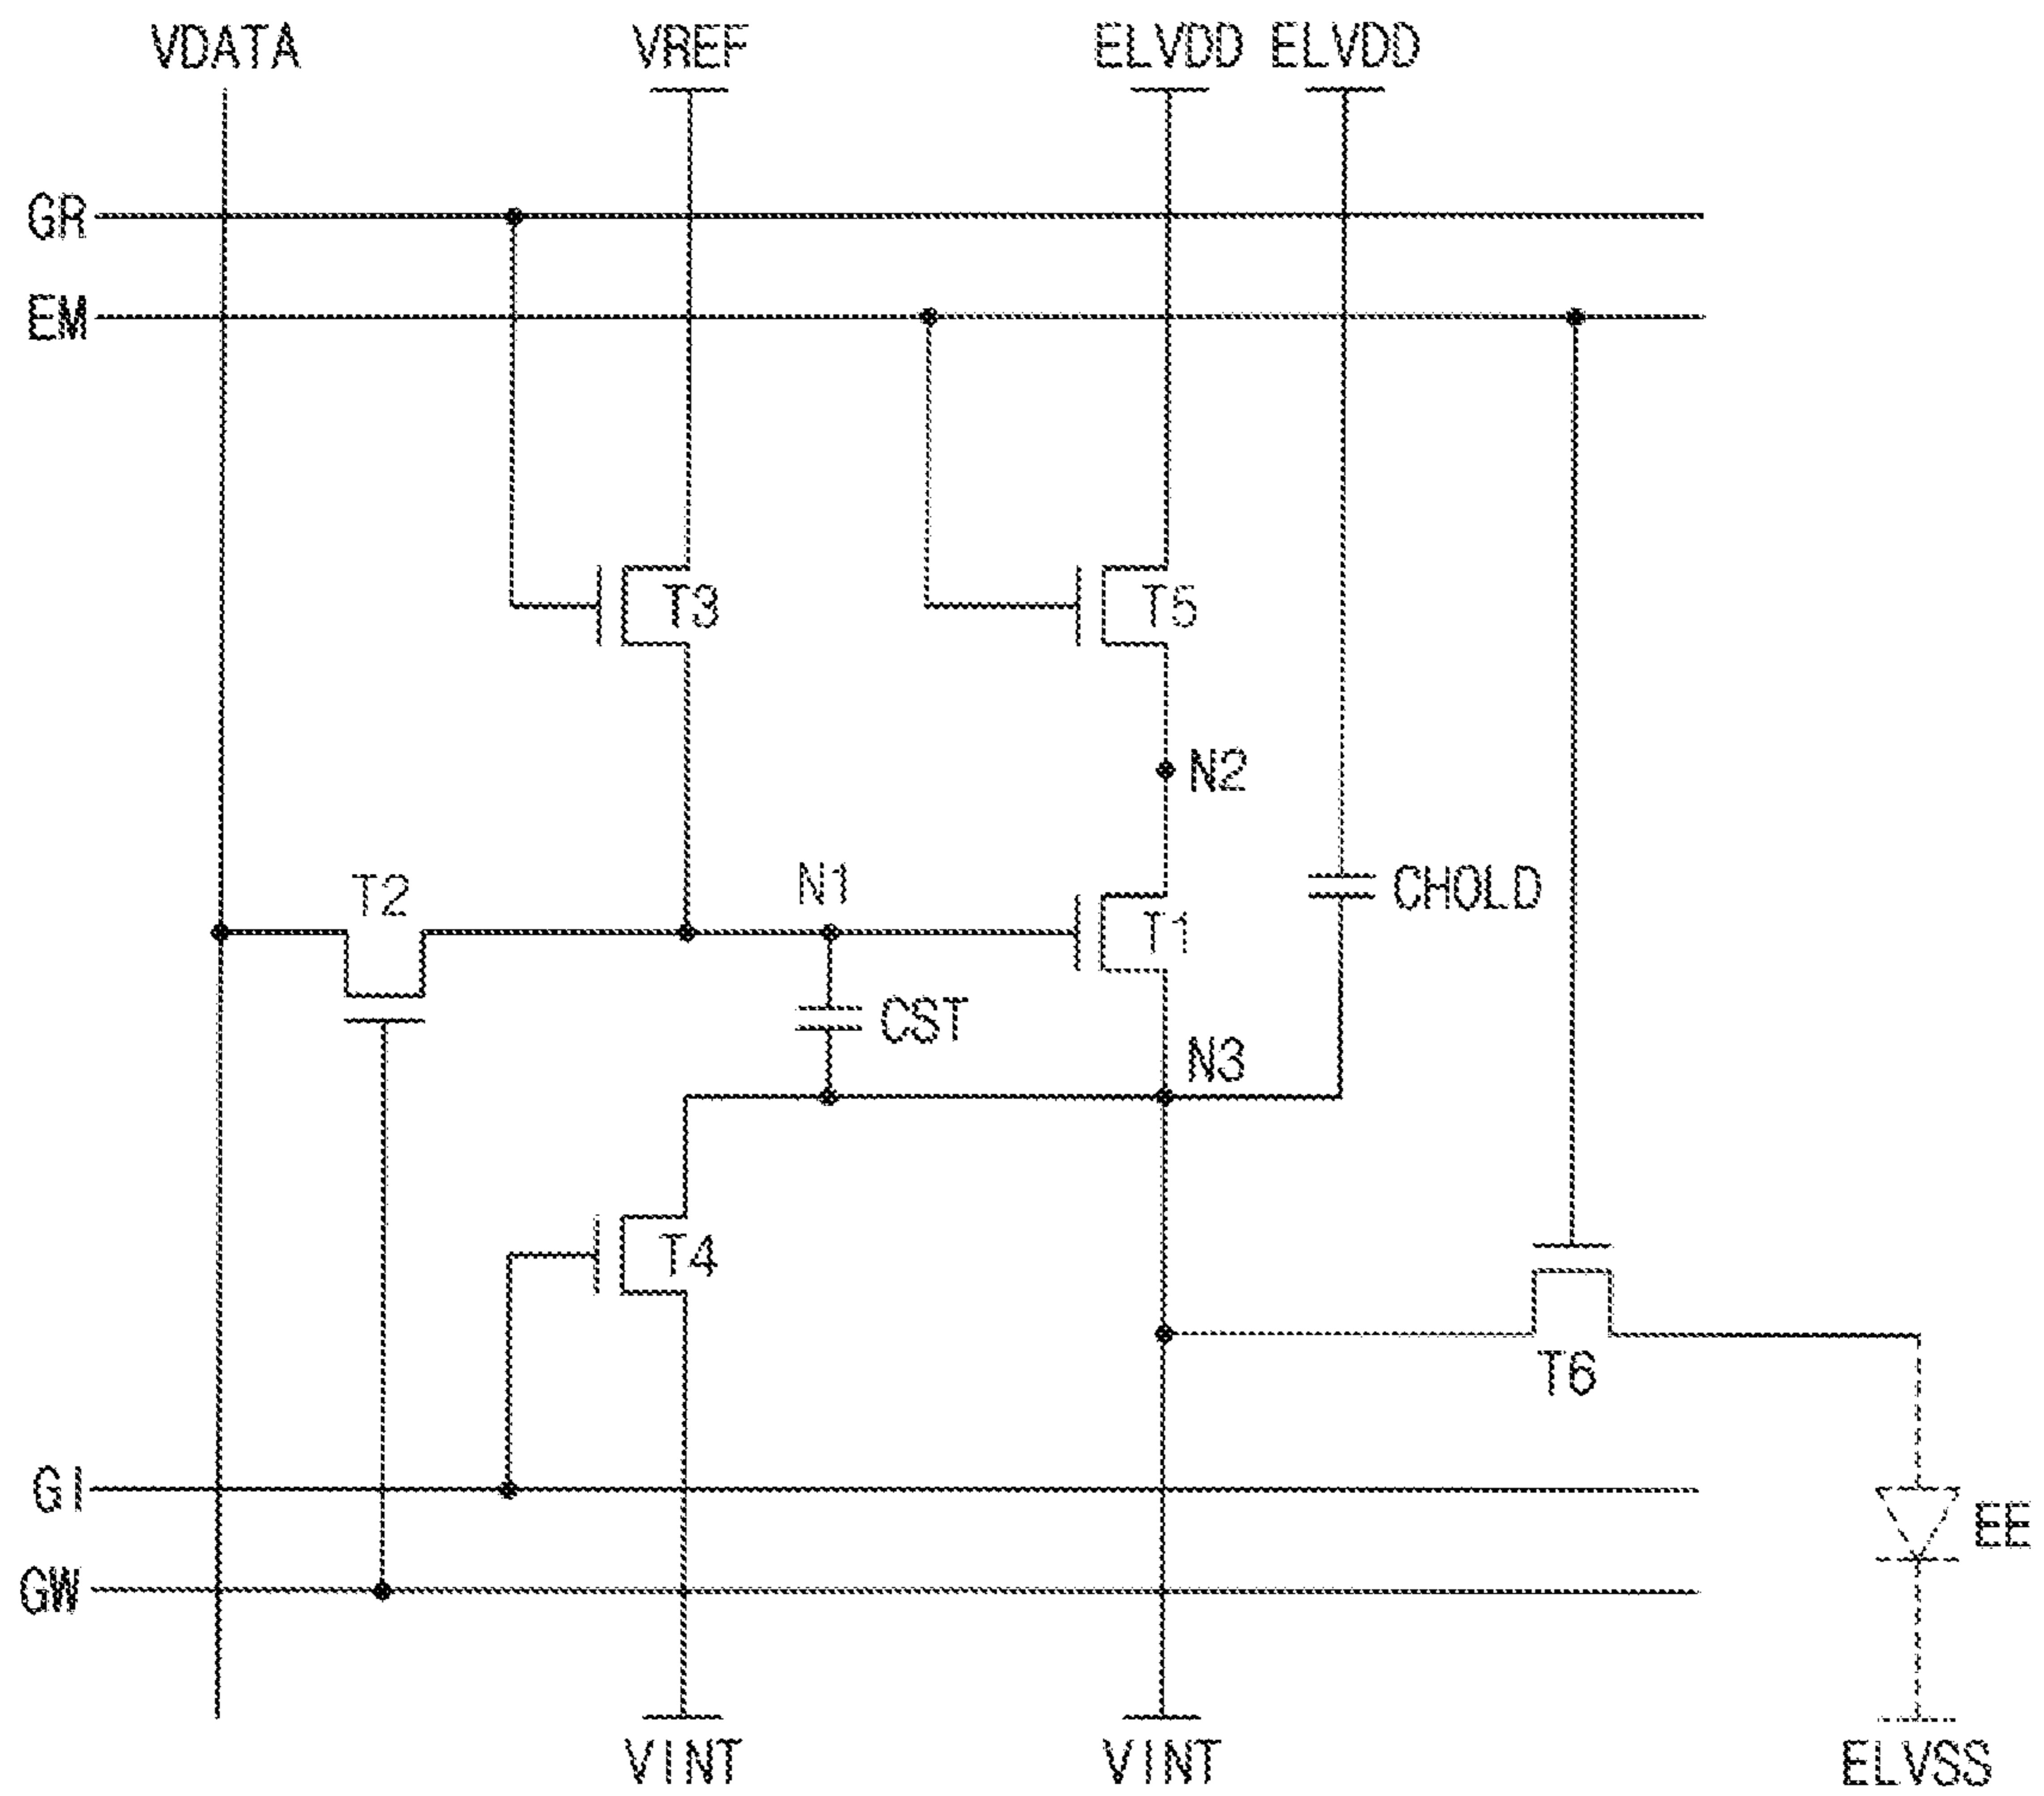 VDATA VREF ELVDD ELVDD
GR
EM
T3 T5
N2
T2 N1 T1 CHOLD
CST
N3
T4
T6
GI
EE
GW
VINT VINT ELVSS